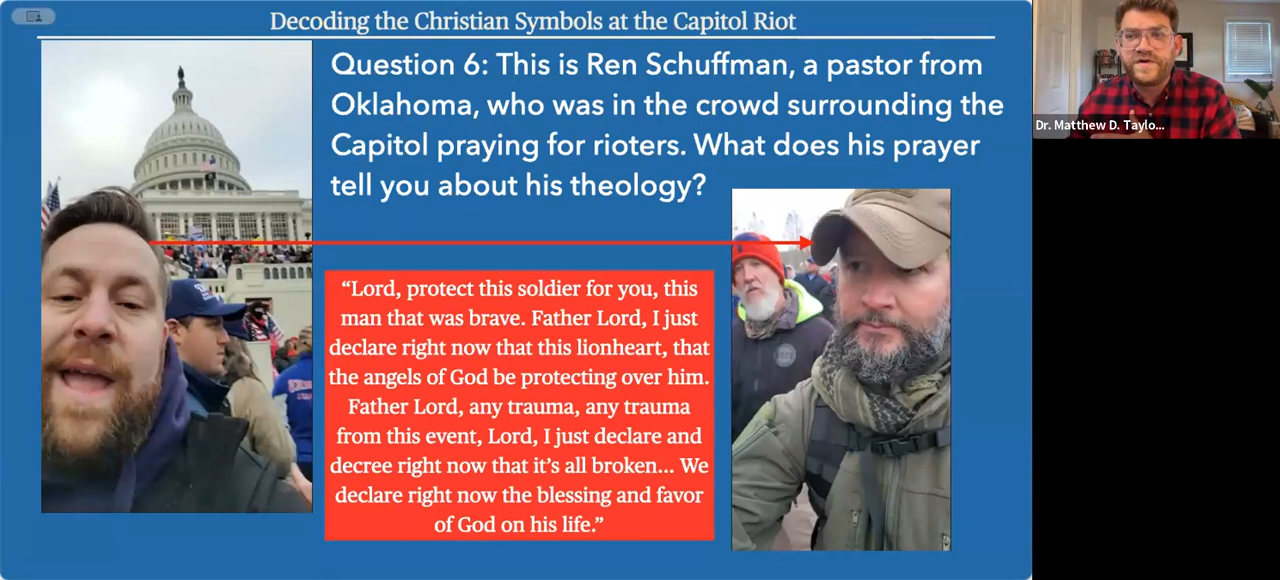 Decoding the Christian Symbols at the Capitol Riot
Question 6: This is Ren Schuffman, a pastor from
Oklahoma, who was in the crowd surrounding the
Capitol praying for rioters. What does his prayer
tell you about his theology?
“Lord, protect this soldier for you, this
man that was brave. Father Lord, I just
declare right now that this lionheart, that
the angels of God be protecting over him.
Father Lord, any trauma, any trauma
from this event, Lord, I just declare and
decree right now that it’s all broken... We
declare right now the blessing and favor
of God on his life.”
Dr. Matthew D. Taylo...